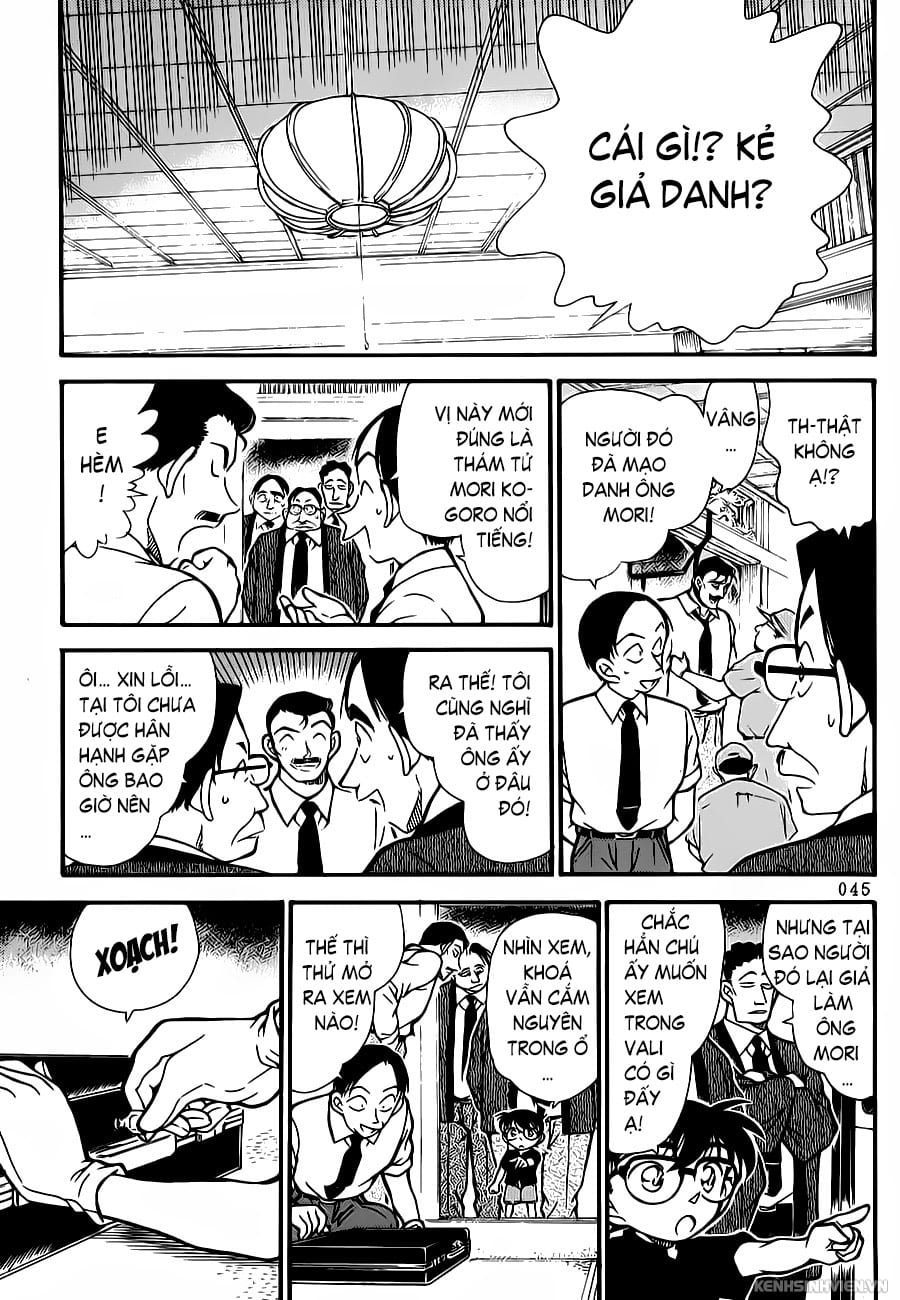 CÁI GÌ!? KẺ
GIẢ DANH?
TH-THẬT
KHÔNG
Ạ!?
VÂNG
...
NGƯỜI ĐÓ
ĐÃ MẠO
DANH ÔNG
MORI!
VỊ NÀY MỚI
ĐÚNG LÀ
THÁM TỬ
MORI KO-
GORO NỔI
TIẾNG!
E
HÈM
!
RA THẾ! TÔI
CŨNG NGHĨ
ĐÃ THẤY
ÔNG ẤY
Ở ĐÂU
ĐÓ!
ÔI... XIN LỖI...
TẠI TÔI CHƯA
ĐƯỢC HÂN
HẠNH GẶP
ÔNG BAO
GIỜ NÊN
...
045
NHƯNG TẠI
SAO NGƯỜI
ĐÓ LẠI GIẢ
LÀM ÔNG
MORI
...
CHẮC
HẲN CHÚ
ẤY MUỐN
XEM
TRONG
VALI
CÓ GÌ
ĐẤY
Ạ!
NHÌN XEM,
KHOÁ
VẪN CẮM
NGUYÊN
TRONG Ổ
...
THẾ THÌ
THỬ MỞ
RA XEM
NÀO!
XOẠCH!
KENHSINHVIEN.VN